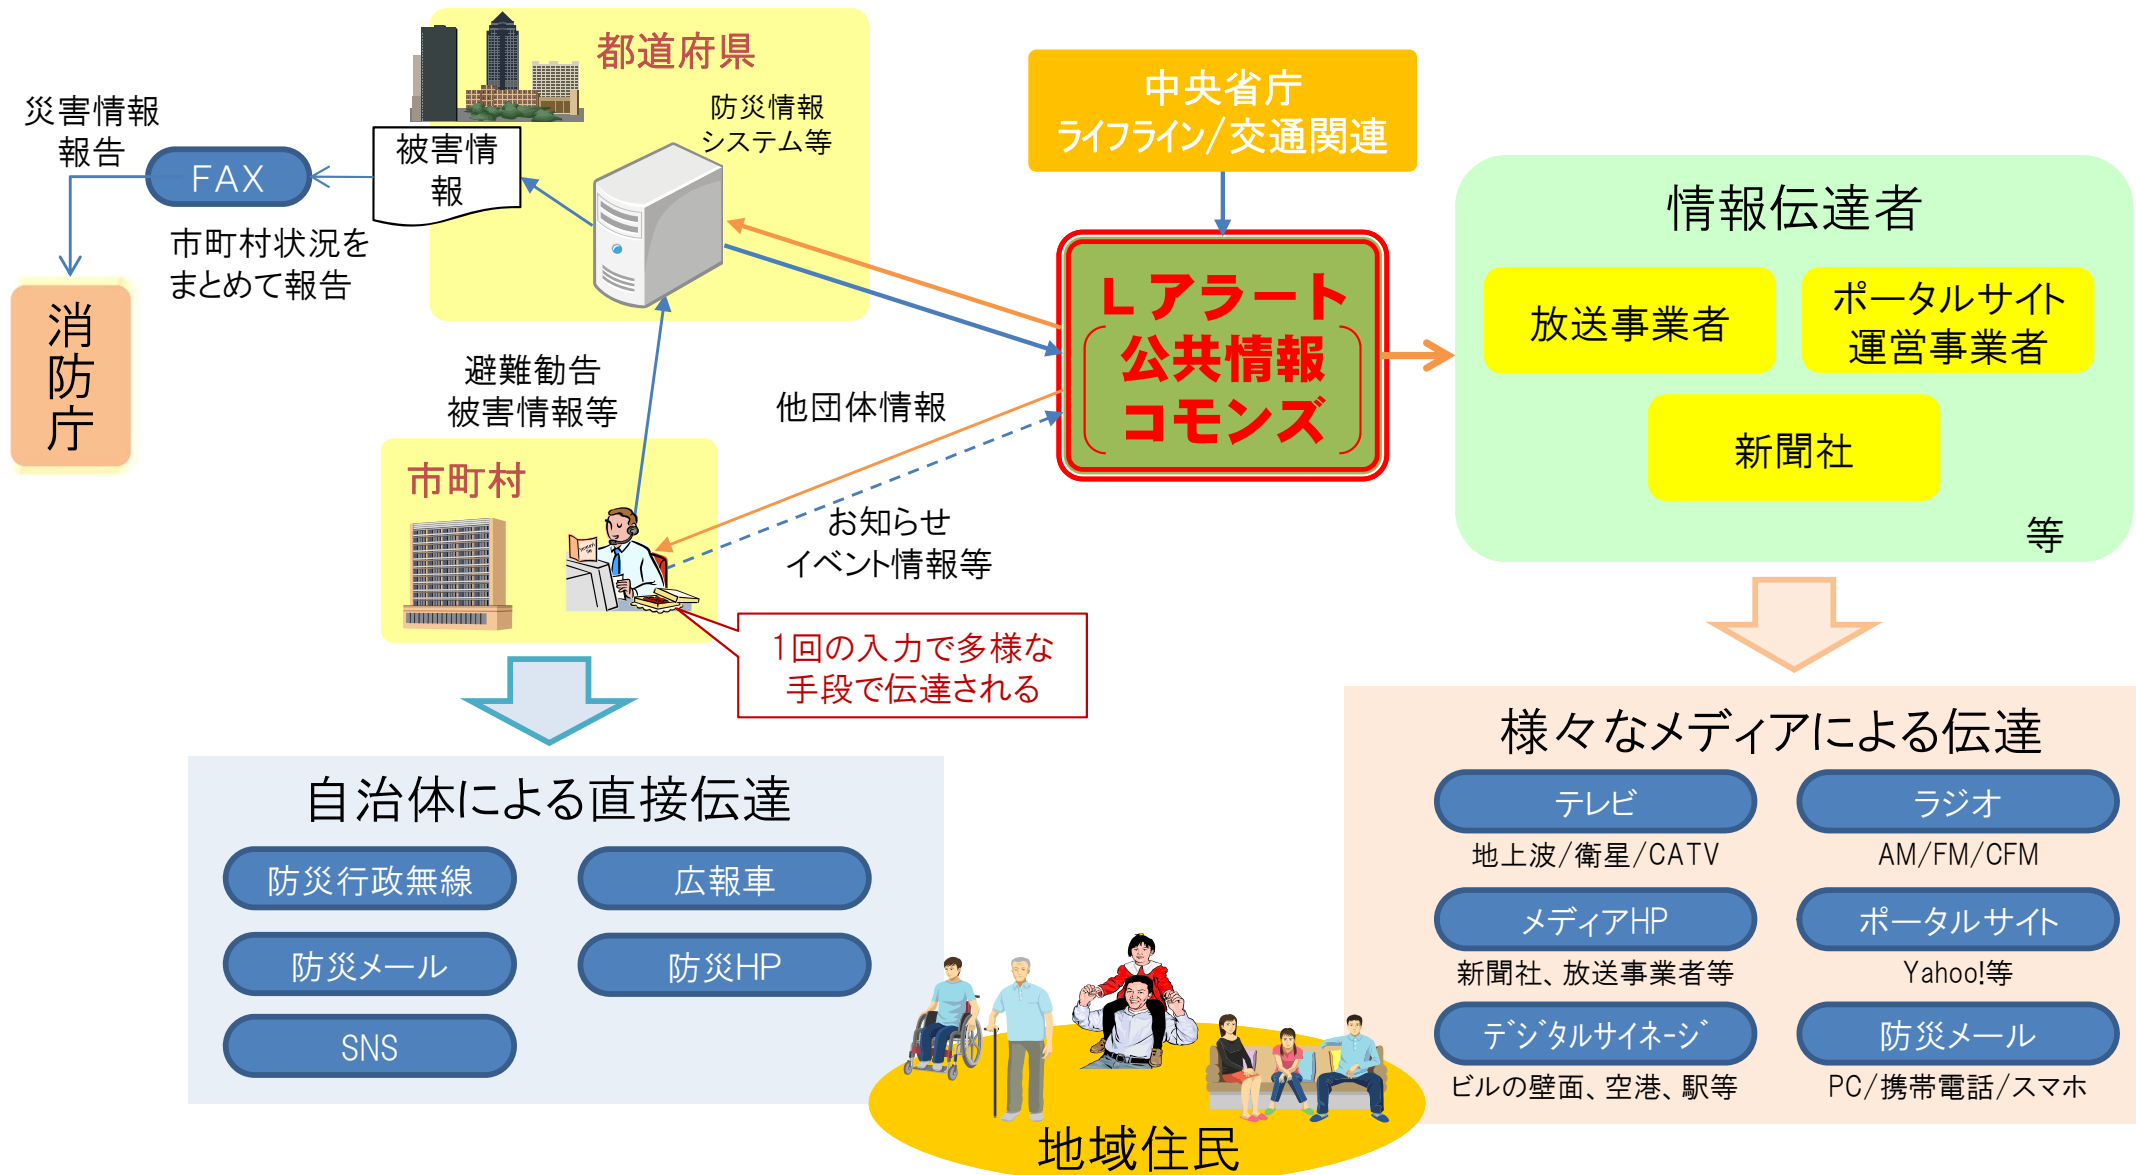 都道府県
防災情報
システム等
災害情報
報告
FAX
被害情
報
市町村状況を
まとめて報告
消
防
庁
中央省庁
ライフライン/交通関連
Lアラート
公共情報
コモンズ
情報伝達者
放送事業者
ポータルサイト
運営事業者
新聞社
等
避難勧告
被害情報等
他団体情報
市町村
お知らせ
イベント情報等
1回の入力で多様な
手段で伝達される
自治体による直接伝達
防災行政無線
広報車
防災メール
防災HP
SNS
様々なメディアによる伝達
テレビ
地上波/衛星/CATV
ラジオ
AM/FM/CFM
メディアHP
新聞社、放送事業者等
ポータルサイト
Yahoo!等
デジタルサイネージ
ビルの壁面、空港、駅等
防災メール
PC/携帯電話/スマホ
地域住民